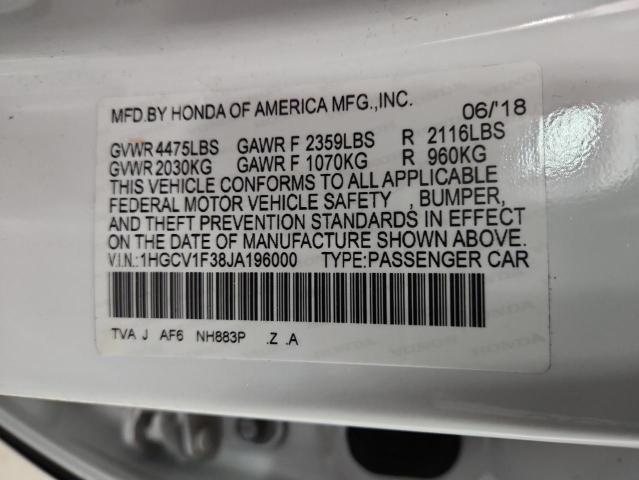 MFD.BY HONDA OF AMERICA MFG.,INC. 06/'18
GVWR 4475LBS GAWR F 2359LBS R 2116LBS
GVWR 2030KG GAWR F 1070KG R 960KG
THIS VEHICLE CONFORMS TO ALL APPLICABLE
FEDERAL MOTOR VEHICLE SAFETY , BUMPER,
AND THEFT PREVENTION STANDARDS IN EFFECT
ON THE DATE OF MANUFACTURE SHOWN ABOVE.
V.I.N.:1HGCV1F38JA196000 TYPE:PASSENGER CAR
TVA J AF6 NH883P .Z .A